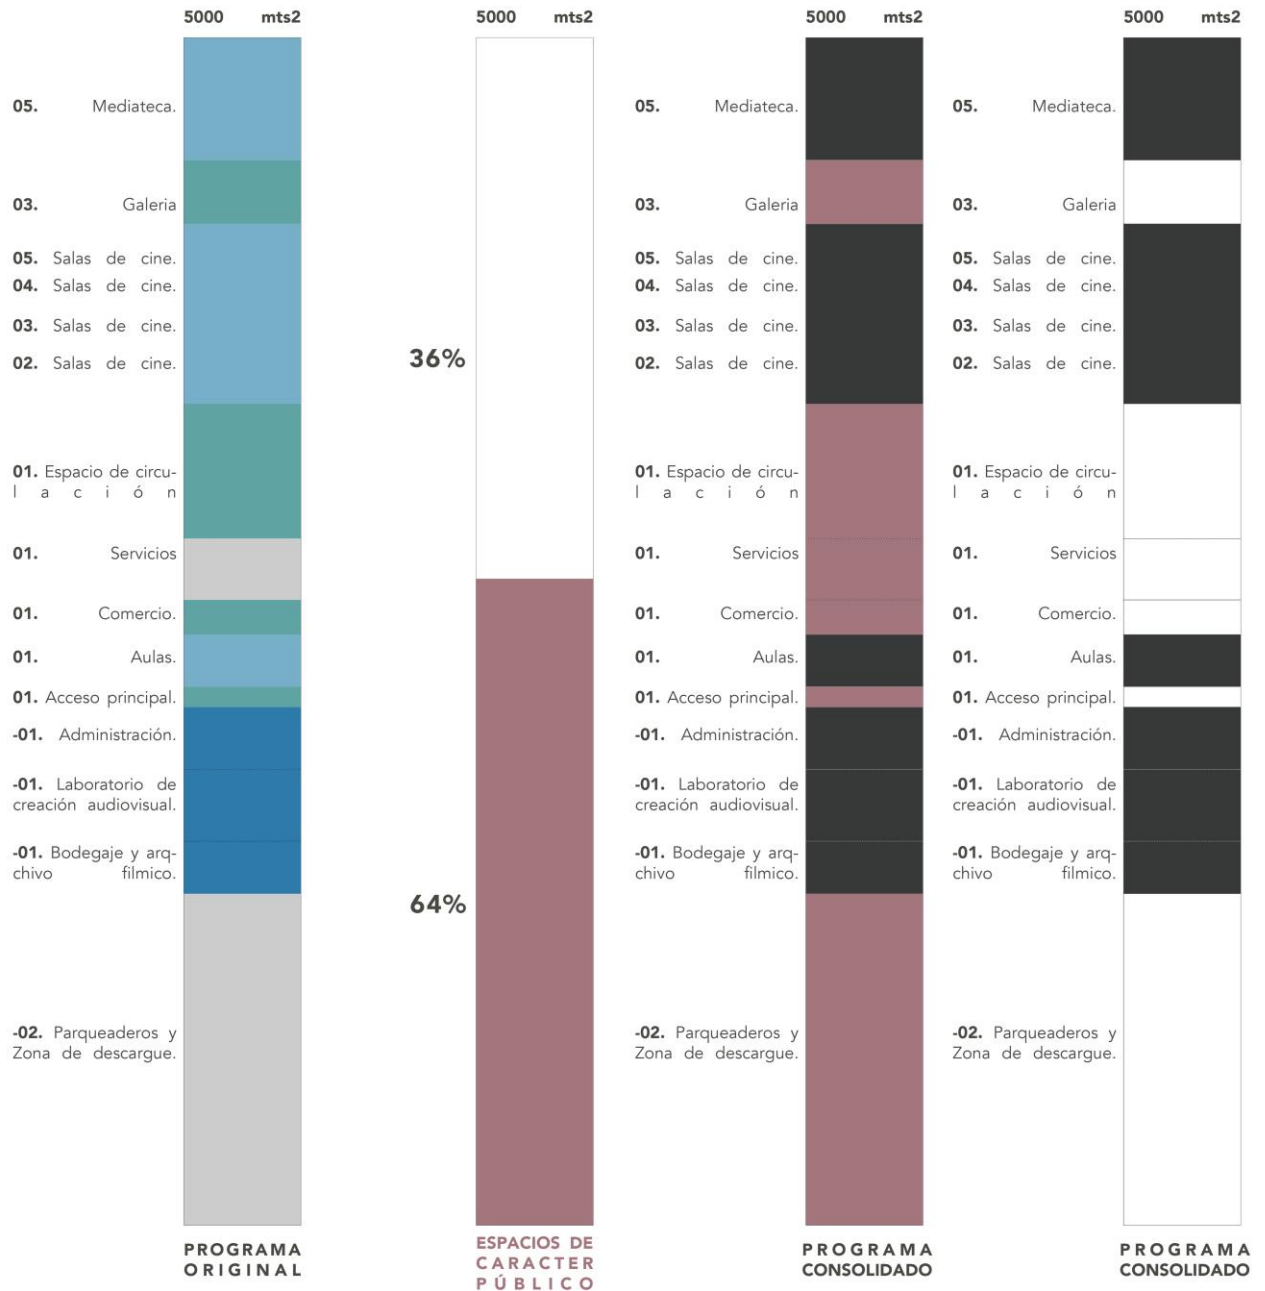 5000 mts2
05. Mediateca.
03. Galeria
05. Salas de cine.
04. Salas de cine.
03. Salas de cine.
02. Salas de cine.
01. Espacio de circu-
lación
01. Servicios
01. Comercio.
01. Aulas.
01. Acceso principal.
-01. Administración.
-01. Laboratorio de
creación audiovisual.
-01. Bodegaje y arq-
chivo filmico.
-02. Parqueaderos y
Zona de descargue.
PROGRAMA
ORIGINAL
5000 mts2
36%
64%
ESPACIOS DE
CARACTER
PÚBLICO
5000 mts2
05. Mediateca.
03. Galeria
05. Salas de cine.
04. Salas de cine.
03. Salas de cine.
02. Salas de cine.
01. Espacio de circu-
lación
01. Servicios
01. Comercio.
01. Aulas.
01. Acceso principal.
-01. Administración.
-01. Laboratorio de
creación audiovisual.
-01. Bodegaje y arq-
chivo filmico.
-02. Parqueaderos y
Zona de descargue.
PROGRAMA
CONSOLIDADO
5000 mts2
05. Mediateca.
03. Galeria
05. Salas de cine.
04. Salas de cine.
03. Salas de cine.
02. Salas de cine.
01. Espacio de circu-
lación
01. Servicios
01. Comercio.
01. Aulas.
01. Acceso principal.
-01. Administración.
-01. Laboratorio de
creación audiovisual.
-01. Bodegaje y arq-
chivo filmico.
-02. Parqueaderos y
Zona de descargue.
PROGRAMA
CONSOLIDADO